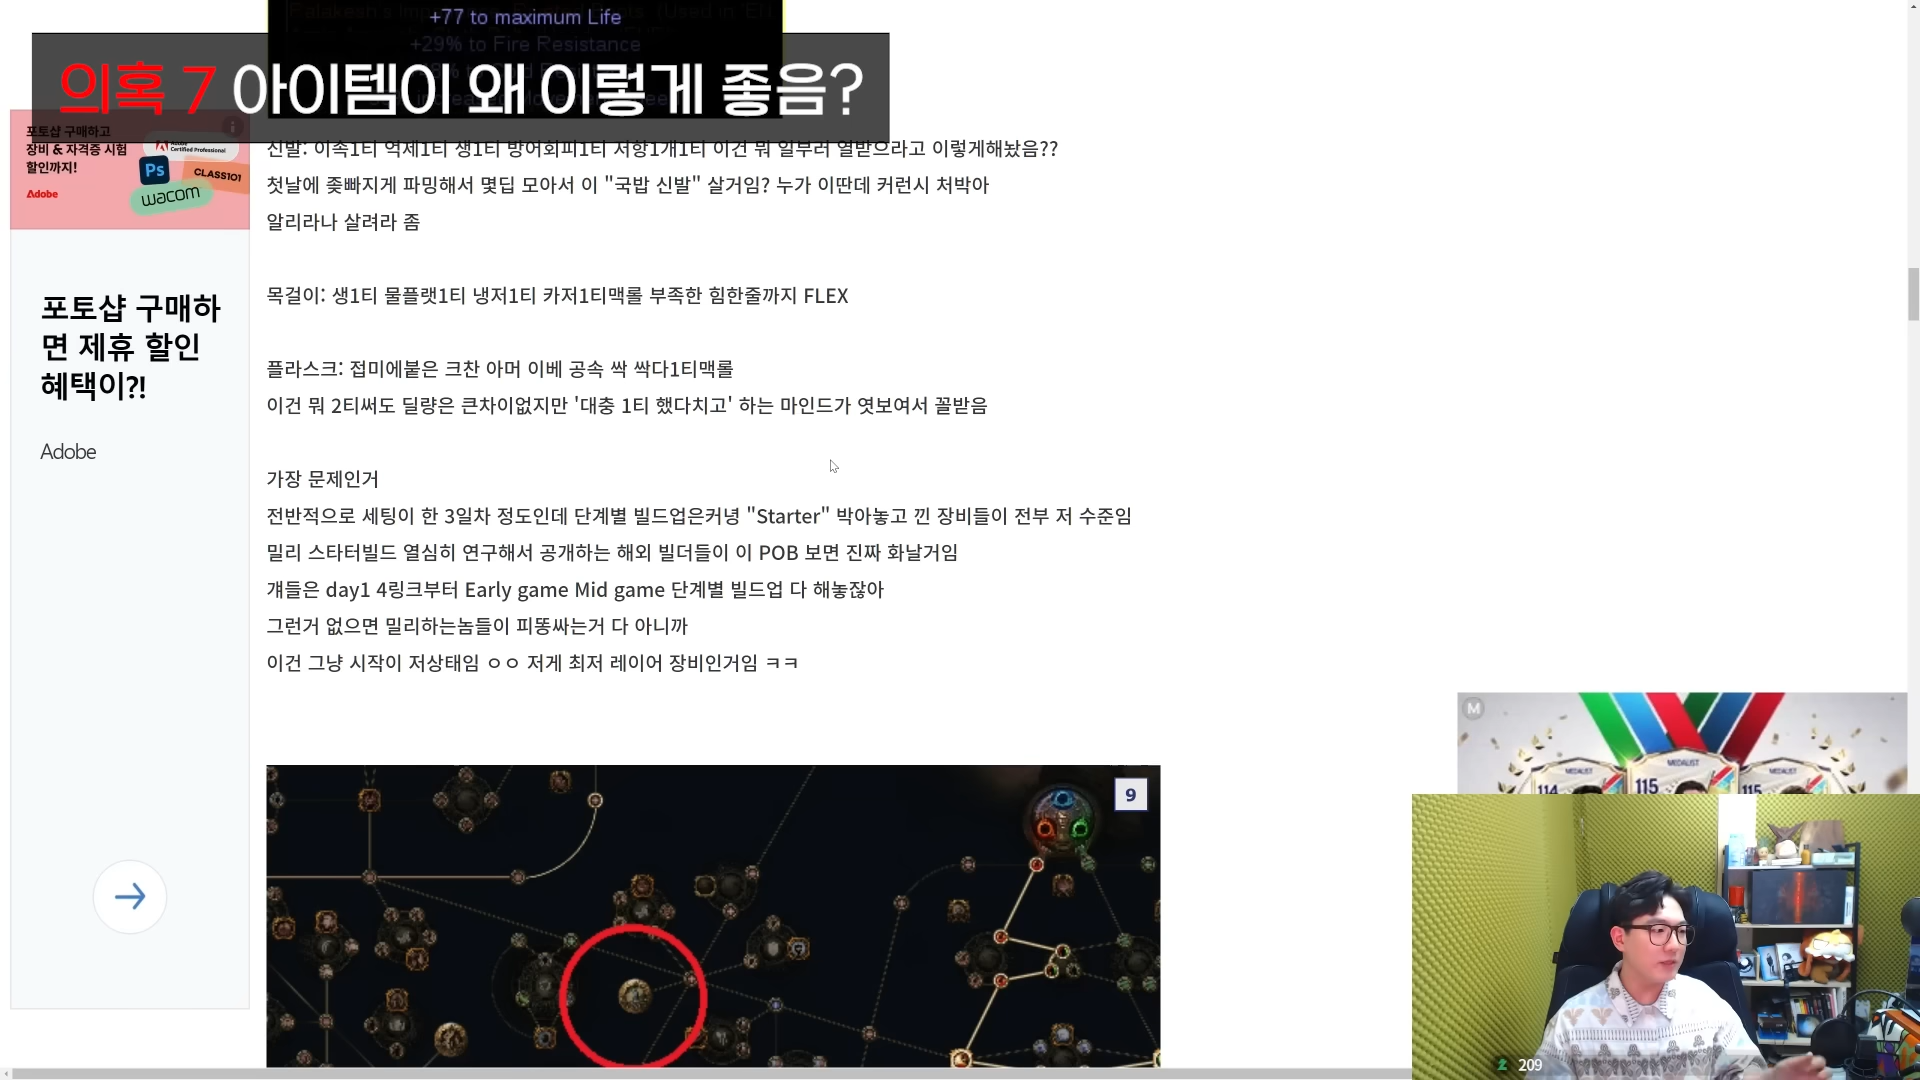 +77 to maximum Life
+29% to Fire Resistance
의혹 7 아이템이 왜 이렇게 좋음?
포토샵 구매하고
장비 & 자격증 시험
할인까지!
Adobe
Adobe
Certified Professional
Ps
CLASS101
wacom
포토샵 구매하
면 제휴 할인
혜택이?!
Adobe
신발: 이속1티 억제1티 생1티 방어회피1티 저항1개1티 이건 뭐 일부러 열받으라고 이렇게해놨음??
첫날에 좆빠지게 파밍해서 몇딥 모아서 이 "국밥 신발" 살거임? 누가 이딴데 커런시 처박아
알리라나 살려라 좀
목걸이: 생1티 물플랫1티 냉저1티 카저1티맥롤 부족한 힘한줄까지 FLEX
플라스크: 접미에붙은 크찬 아머 이베 공속 싹 싹다1티맥롤
이건 뭐 2티써도 딜량은 큰차이없지만 '대충 1티 했다치고' 하는 마인드가 엿보여서 꼴받음
가장 문제인거
전반적으로 세팅이 한 3일차 정도인데 단계별 빌드업은커녕 "Starter" 박아놓고 낀 장비들이 전부 저 수준임
밀리 스타터빌드 열심히 연구해서 공개하는 해외 빌더들이 이 POB 보면 진짜 화날거임
걔들은 day1 4링크부터 Early game Mid game 단계별 빌드업 다 해놓잖아
그런거 없으면 밀리하는놈들이 피똥싸는거 다 아니까
이건 그냥 시작이 저상태임 ㅇㅇ 저게 최저 레이어 장비인거임 ㅋㅋ
9
M
MEDALIST
MEDALIST
MEDALIST
114
115
115
209